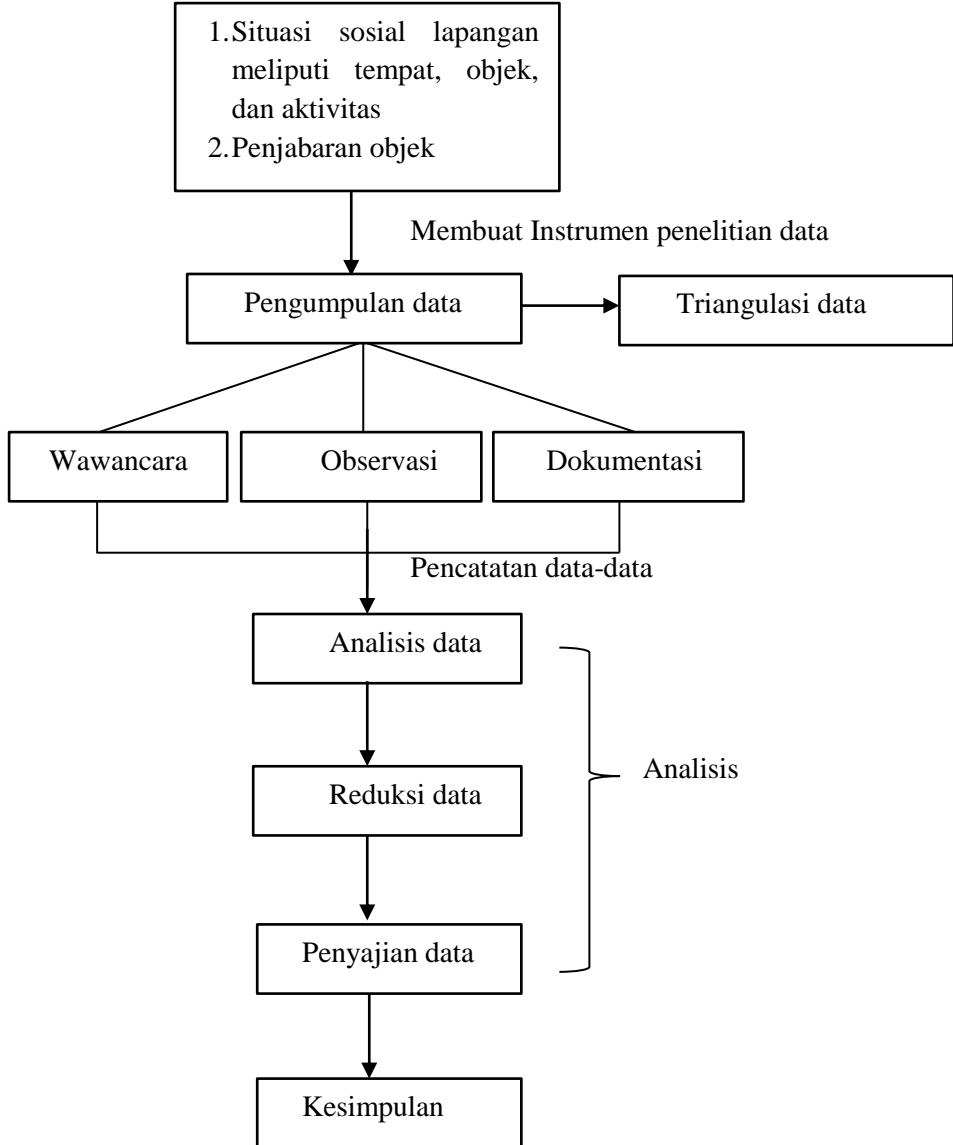 1.Situasi sosial lapangan
meliputi tempat, objek,
dan aktivitas
2.Penjabaran objek
Membuat Instrumen penelitian data
Pengumpulan data
Triangulasi data
Wawancara
Observasi
Dokumentasi
Pencatatan data-data
Analisis data
Analisis
Reduksi data
Penyajian data
Kesimpulan